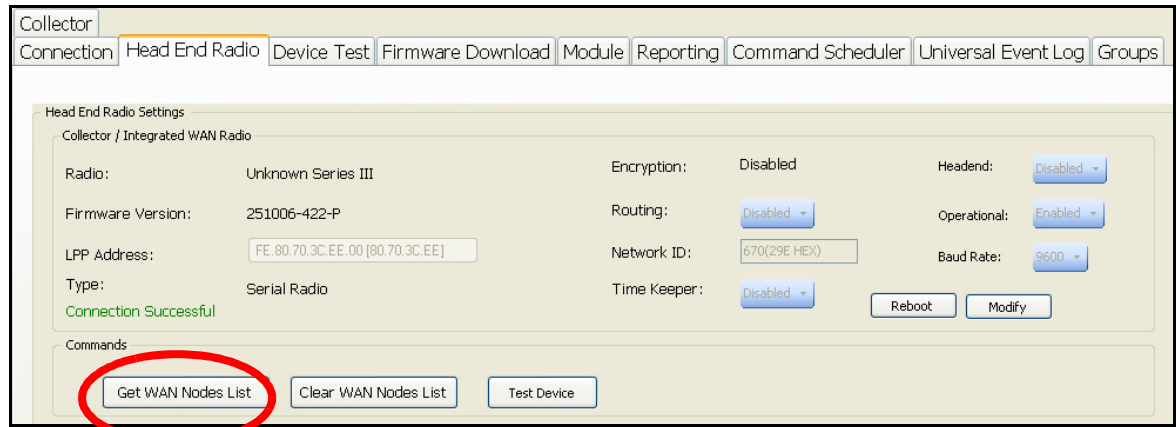 Collector
Connection Head End Radio Device Test Firmware Download Module Reporting Command Scheduler Universal Event Log Groups
Head End Radio Settings
Collector / Integrated WAN Radio
Radio: Unknown Series III Encryption: Disabled Headend: Disabled
Firmware Version: 251006-422-P Routing: Disabled Operational: Enabled
LPP Address: FE.80.70.3C.EE.00 [80.70.3C.EE] Network ID: 670(29E HEX) Baud Rate: 9600
Type: Serial Radio Time Keeper: Disabled
Connection Successful Reboot Modify
Commands
Get WAN Nodes List Clear WAN Nodes List Test Device